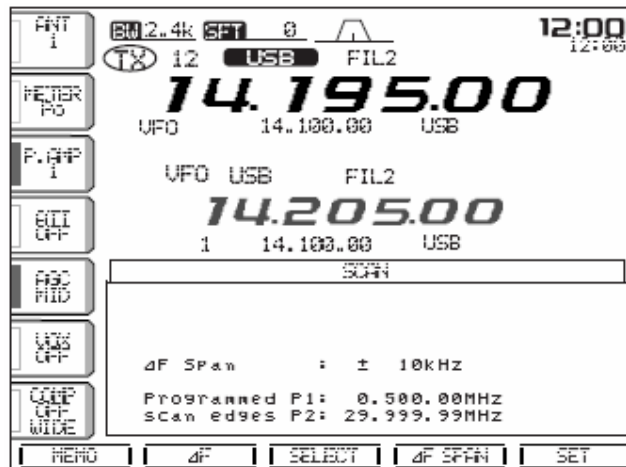 ANT
1
BW 2.4k SFT 0
12:00
12:00
TX 12 USB FIL2
METER
PO
14.195.00
VFO 14.100.00 USB
P.AMP
1
VFO USB FIL2
ATT
OFF
14.205.00
1 14.100.00 USB
AGC
MID
SCAN
VOX
OFF
ΔF Span : ± 10kHz
COMP
OFF
WIDE
Programmed P1: 0.500.00MHz
scan edges P2: 29.999.99MHz
MEMO ΔF SELECT ΔF SPAN SET